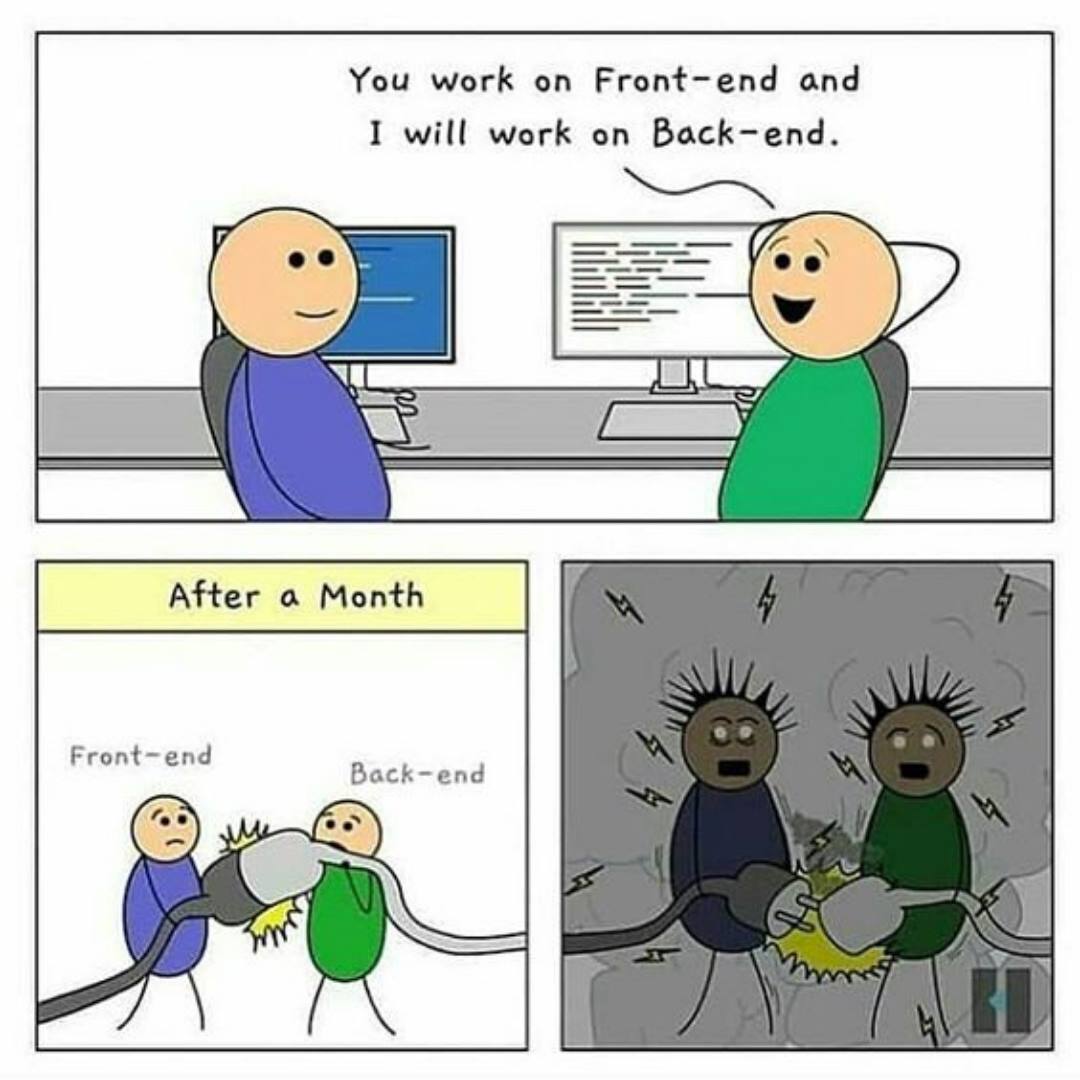 You work on Front-end and
I will work on Back-end.
After a Month
Front-end
Back-end